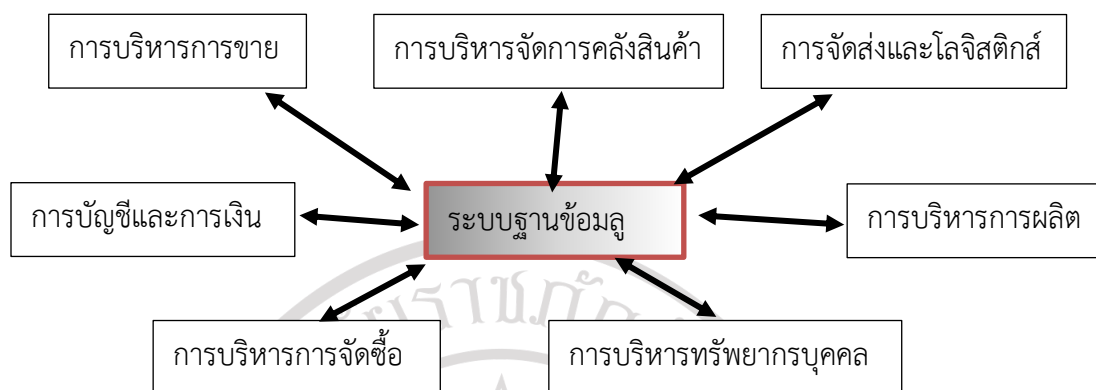 การบริหารการขาย
การบริหารจัดการคลังสินค้า
การจัดส่งและโลจิสติกส์
การบัญชีและการเงิน
ระบบฐานข้อมลู
การบริหารการผลิต
การบริหารการจัดซื้อ
การบริหารทรัพยากรบุคคล